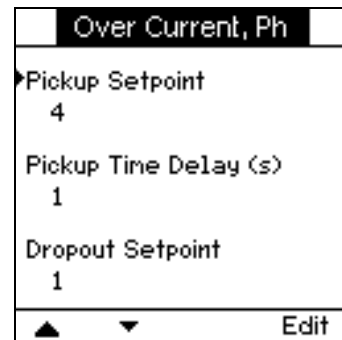 Over Current, Ph
Pickup Setpoint
4
Pickup Time Delay (s)
1
Dropout Setpoint
1
Edit